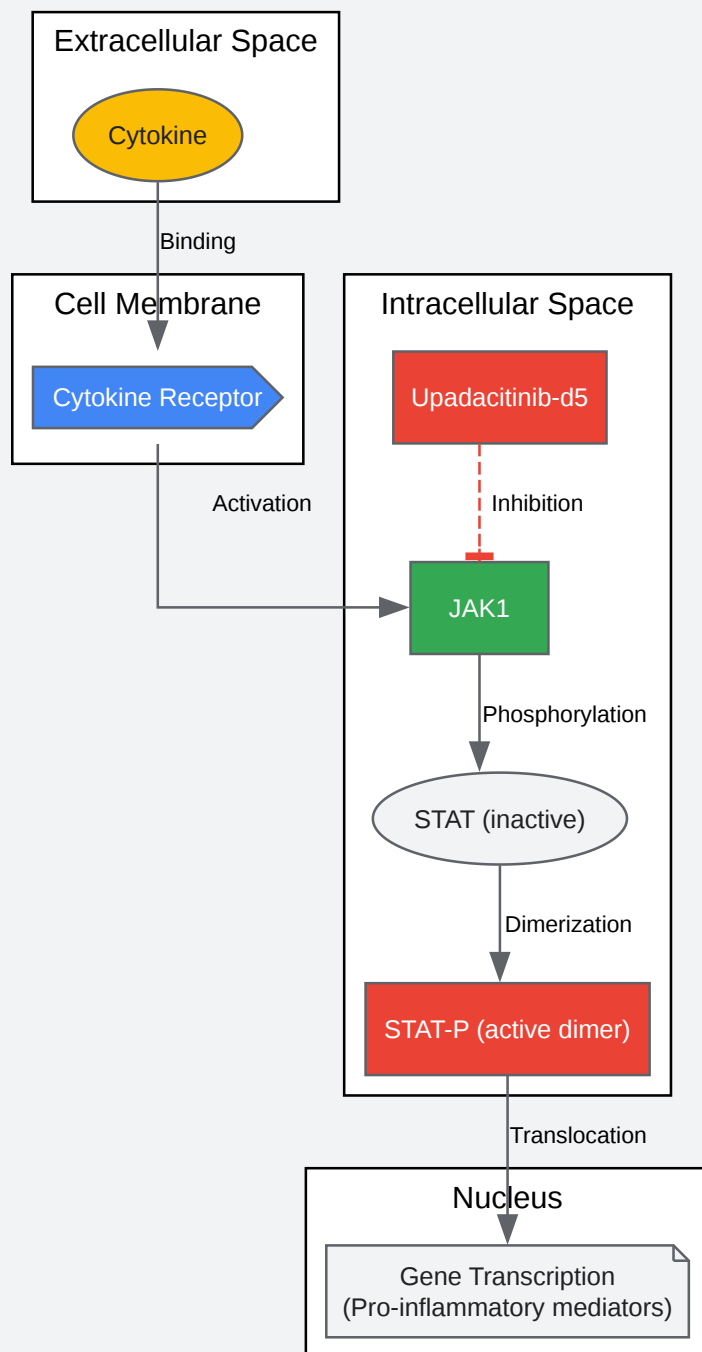 Extracellular Space
Cytokine
Binding
Cell Membrane
Intracellular Space
Cytokine Receptor
Upadacitinib-d5
Activation
Inhibition
JAK1
Phosphorylation
STAT (inactive)
Dimerization
STAT-P (active dimer)
Translocation
Nucleus
Gene Transcription
(Pro-inflammatory mediators)